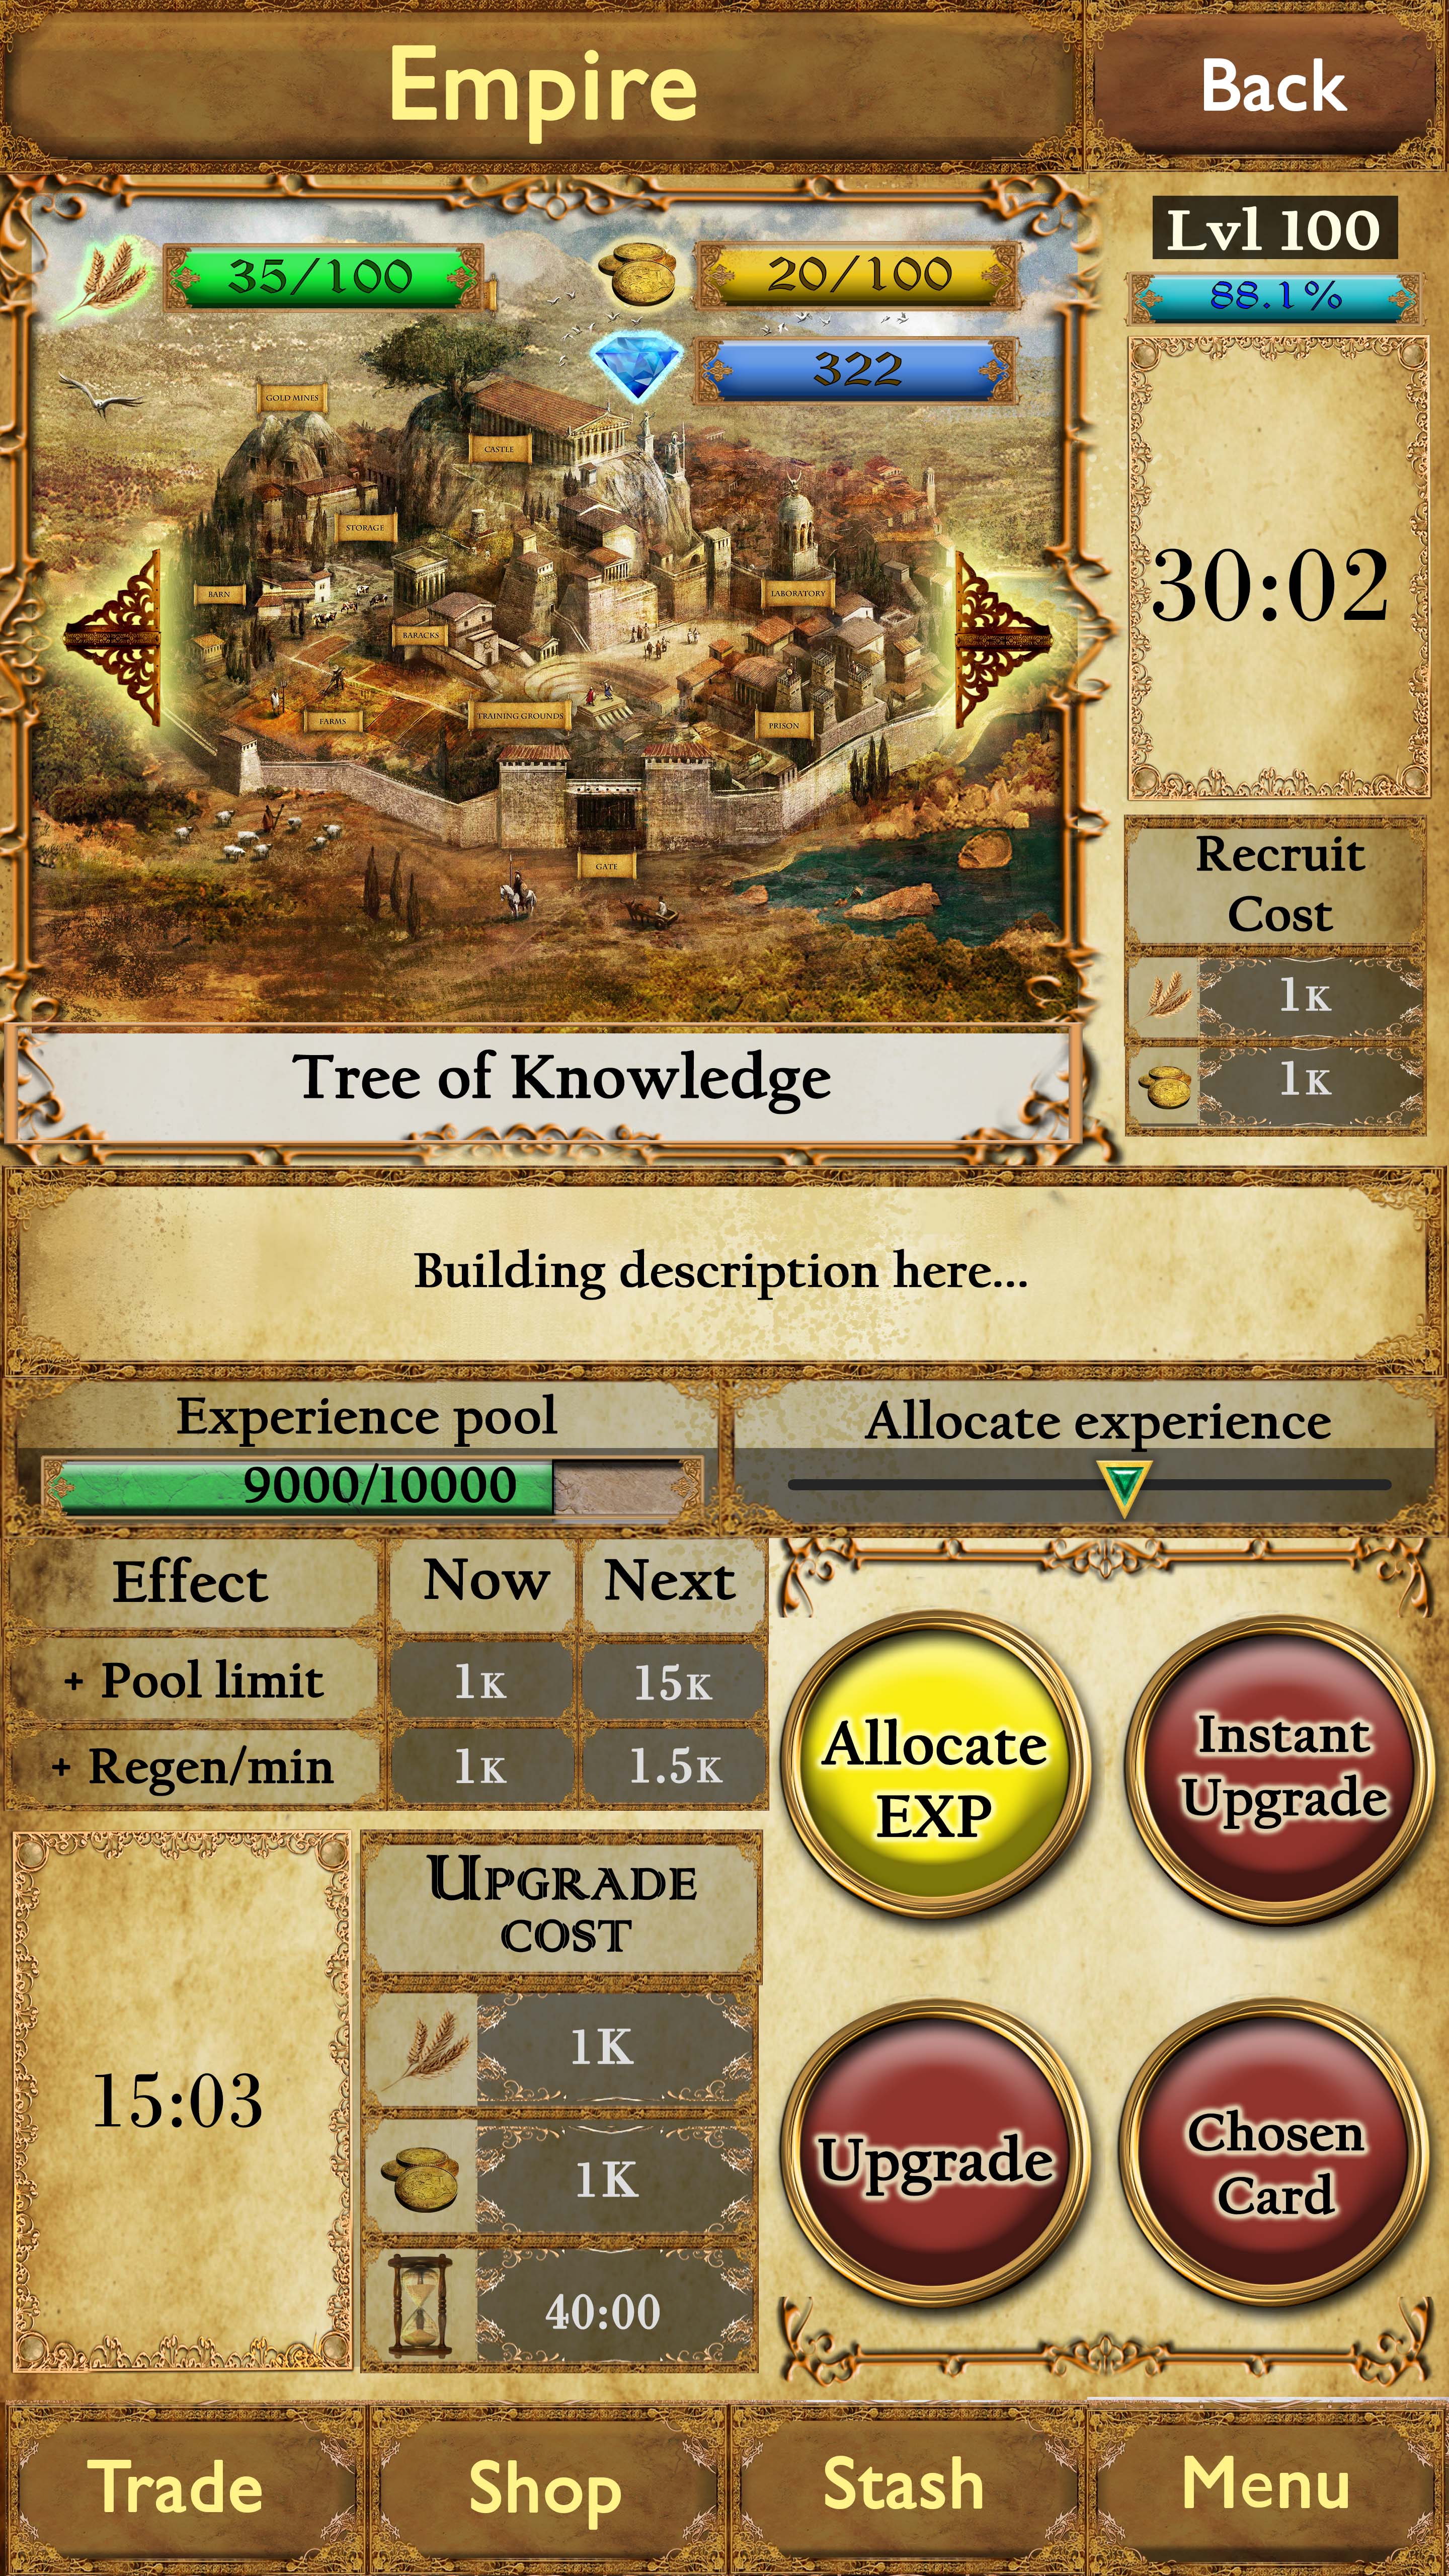 Empire
Back
Lvl 100
88.1%
35/100
20/100
322
30:02
GOLD MINES
CASTLE
STORAGE
BARN
LABORATORY
BARACKS
FARMS
TRAINING GROUNDS
PRISON
GATE
Recruit
Cost
1K
1K
Tree of Knowledge
Building description here...
Experience pool
9000/10000
Allocate experience
Effect
Now
Next
+ Pool limit
1K
15K
+ Regen/min
1K
1.5K
Allocate
EXP
Instant
Upgrade
15:03
UPGRADE
COST
1K
1K
40:00
Upgrade
Chosen
Card
Trade
Shop
Stash
Menu